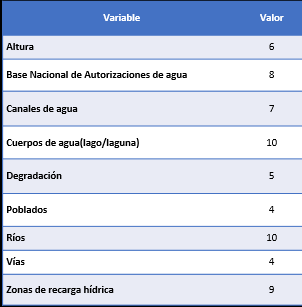 Variable Valor
Altura 6
Base Nacional de Autorizaciones de agua 8
Canales de agua 7
Cuerpos de agua(lago/laguna) 10
Degradación 5
Poblados 4
Ríos 10
Vías 4
Zonas de recarga hídrica 9